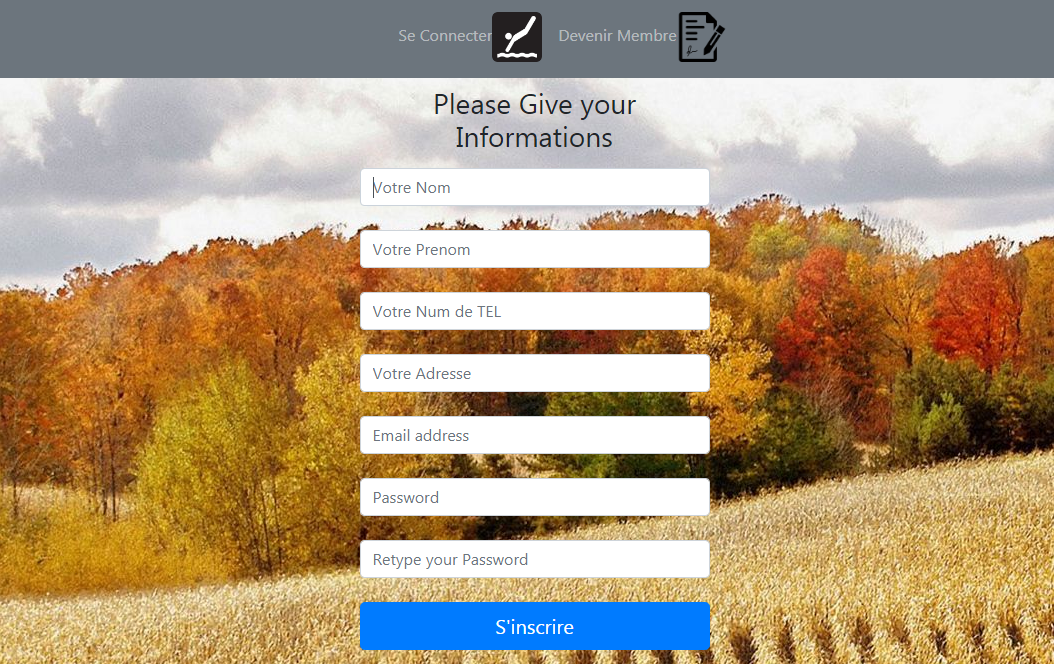 Se Connecter
Devenir Membre
Please Give your
Informations
Votre Nom
Votre Prenom
Votre Num de TEL
Votre Adresse
Email address
Password
Retype your Password
S'inscrire